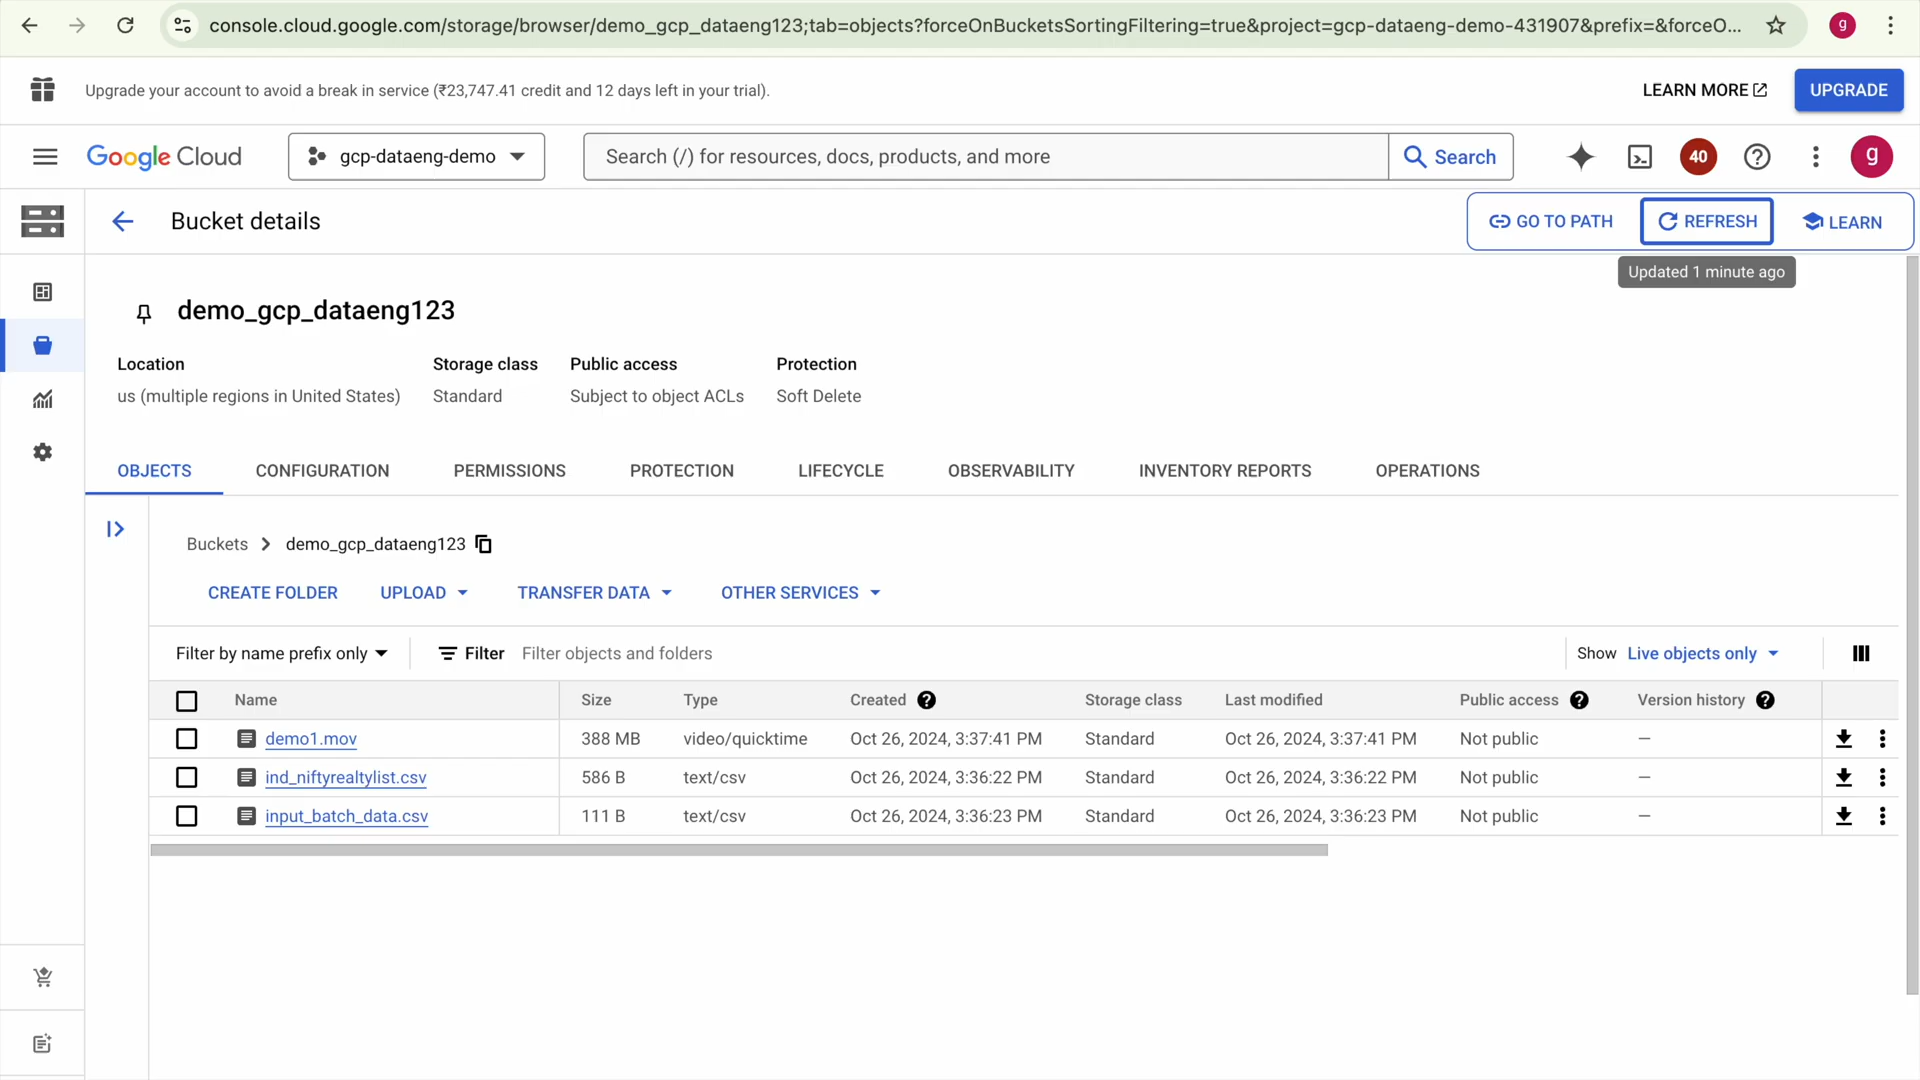 console.cloud.google.com/storage/browser/demo_gcp_dataeng123;tab=objects?forceOnBucketsSortingFiltering=true&project=gcp-dataeng-demo-431907&prefix=&forceO...
g
Upgrade your account to avoid a break in service (₹23,747.41 credit and 12 days left in your trial).
LEARN MORE
UPGRADE
Google Cloud
gcp-dataeng-demo
Search (/) for resources, docs, products, and more
Search
40
g
Bucket details
GO TO PATH
REFRESH
LEARN
Updated 1 minute ago
demo_gcp_dataeng123
Location Storage class Public access Protection
us (multiple regions in United States) Standard Subject to object ACLs Soft Delete
OBJECTS CONFIGURATION PERMISSIONS PROTECTION LIFECYCLE OBSERVABILITY INVENTORY REPORTS OPERATIONS
Buckets > demo_gcp_dataeng123
CREATE FOLDER UPLOAD TRANSFER DATA OTHER SERVICES
Filter by name prefix only Filter Filter objects and folders Show Live objects only
Name Size Type Created Storage class Last modified Public access Version history
demo1.mov 388 MB video/quicktime Oct 26, 2024, 3:37:41 PM Standard Oct 26, 2024, 3:37:41 PM Not public —
ind_niftyrealtylist.csv 586 B text/csv Oct 26, 2024, 3:36:22 PM Standard Oct 26, 2024, 3:36:22 PM Not public —
input_batch_data.csv 111 B text/csv Oct 26, 2024, 3:36:23 PM Standard Oct 26, 2024, 3:36:23 PM Not public —